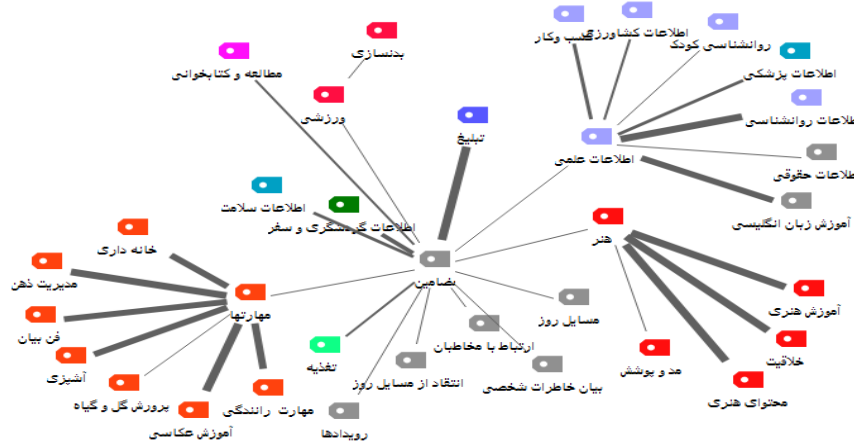 کسب وکار
اطلاعات کشاورزی
روانشناسی کودک
بدنسازی
مطالعه و کتابخوانی
اطلاعات پزشکی
ورزشی
تبلیغ
اطلاعات روانشناسی
اطلاعات علمی
اطلاعات حقوقی
اطلاعات سلامت
اطلاعات گردشگری و سفر
آموزش زبان انگلیسی
هنر
خانه داری
مضامین
مدیریت ذهن
مهارتها
مسایل روز
آموزش هنری
فن بیان
ارتباط با مخاطبان
خلاقیت
تغذیه
مد و پوشش
آشپزی
انتقاد از مسایل روز
بیان خاطرات شخصی
محتوای هنری
پرورش گل و گیاه
مهارت رانندگی
آموزش عکاسی
رویدادها